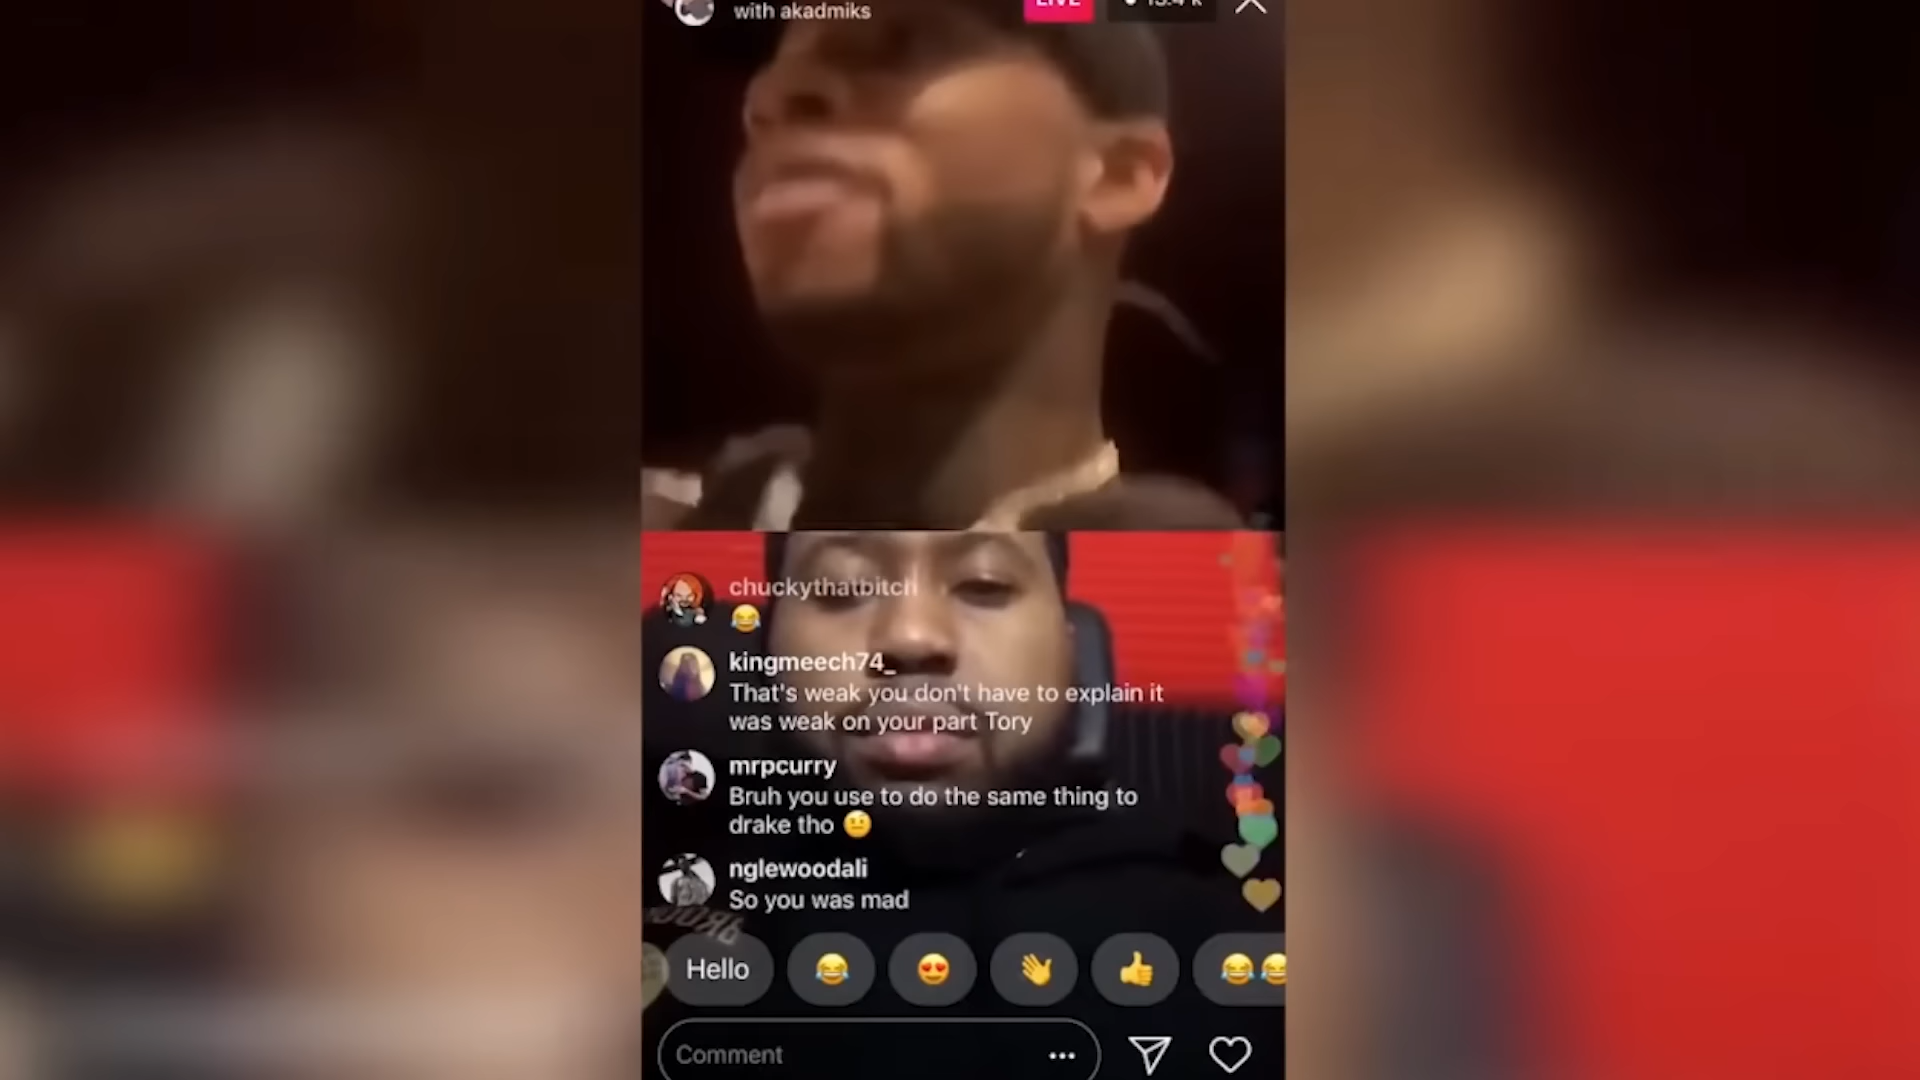 with akadmiks
LIVE
chuckythatbitch
😂
kingmeech74_
That's weak you don't have to explain it
was weak on your part Tory
mrpcurry
Bruh you use to do the same thing to
drake tho 🤨
nglewoodali
So you was mad
Hello 😂 😍 👋 👍 😂😂
Comment